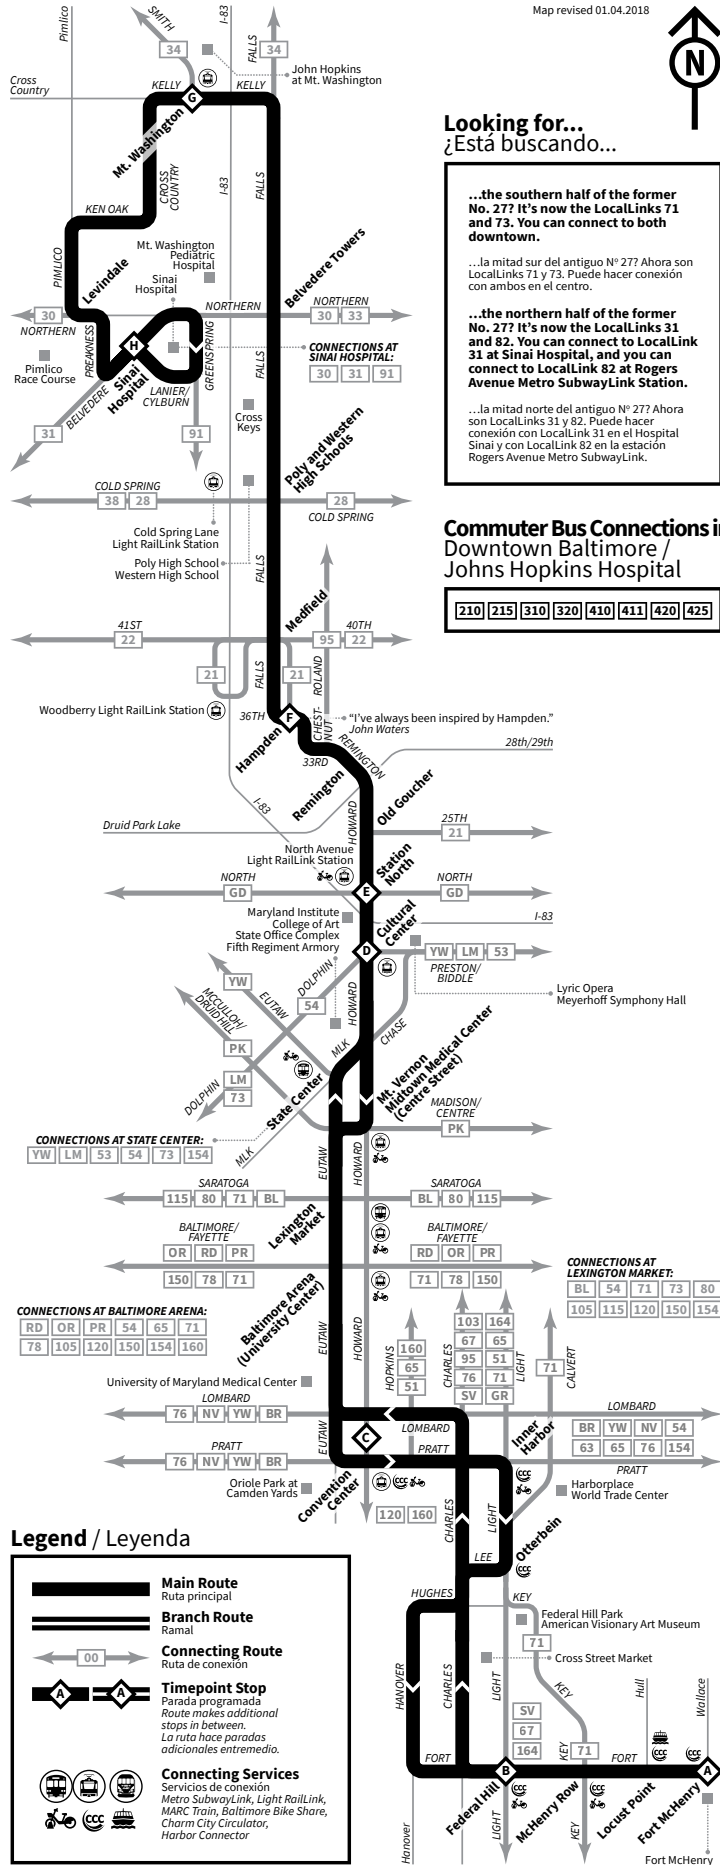 Map revised 01.04.2018
N
Pimlico
SMITH
I-83
FALLS
34
34
John Hopkins
at Mt. Washington
Cross
Country
KELLY
G
KELLY
Mt. Washington
CROSS
COUNTRY
I-83
FALLS
KEN OAK
PIMLICO
Levindale
Mt. Washington
Pediatric
Hospital
Sinai
Hospital
Belvedere Towers
30
NORTHERN
NORTHERN
NORTHERN
30 33
PREAKNESS
H
Sinai
Hospital
GREENSPRING
FALLS
CONNECTIONS AT
SINAI HOSPITAL:
30 31 91
Pimlico
Race Course
BELVEDERE
LANIER/
CYLBURN
31
91
Cross
Keys
Poly and Western
High Schools
COLD SPRING
38 28
28
COLD SPRING
Cold Spring Lane
Light RailLink Station
Poly High School
Western High School
FALLS
Medfield
41ST
22
40TH
95 22
21
FALLS
21
ROLAND
Woodberry Light RailLink Station
36TH
F
Hampden
CHEST-
NUT
"I've always been inspired by Hampden."
John Waters
33RD
REMINGTON
28th/29th
I-83
Remington
HOWARD
Old Goucher
Druid Park Lake
25TH
21
North Avenue
Light RailLink Station
Station
North
NORTH
GD
E
NORTH
GD
Maryland Institute
College of Art
State Office Complex
Fifth Regiment Armory
Cultural
Center
I-83
D
YW LM 53
PRESTON/
BIDDLE
Lyric Opera
Meyerhoff Symphony Hall
YW
EUTAW
DOLPHIN
54
HOWARD
MCCULLOH/
DRUID HILL
PK
MLK
CHASE
LM
73
DOLPHIN
State Center
Mt. Vernon
Midtown Medical Center
(Centre Street)
MADISON/
CENTRE
PK
CONNECTIONS AT STATE CENTER:
YW LM 53 54 73 154
MLK
EUTAW
HOWARD
SARATOGA
115 80 71 BL
SARATOGA
BL 80 115
Lexington
Market
BALTIMORE/
FAYETTE
OR RD PR
150 78 71
BALTIMORE/
FAYETTE
RD OR PR
71 78 150
CONNECTIONS AT
LEXINGTON MARKET:
BL 54 71 73 80
105 115 120 150 154
CONNECTIONS AT BALTIMORE ARENA:
RD OR PR 54 65 71
78 105 120 150 154 160
Baltimore Arena
(University Center)
EUTAW
HOWARD
HOPKINS
160
65
51
CHARLES
103 164
67 65
95 51
76 71
SV GR
LIGHT
71
CALVERT
University of Maryland Medical Center
LOMBARD
76 NV YW BR
LOMBARD
LOMBARD
BR YW NV 54
63 65 76 154
EUTAW
C
PRATT
76 NV YW BR
PRATT
PRATT
Inner
Harbor
Oriole Park at
Camden Yards
Convention
Center
CCC
CCC
Harborplace
World Trade Center
120 160
CHARLES
LIGHT
Otterbein
LEE
CCC
HUGHES
KEY
Federal Hill Park
American Visionary Art Museum
71
Cross Street Market
HANOVER
CHARLES
LIGHT
KEY
Hull
Wallace
SV
67
164
KEY
71
CCC
CCC
FORT
B
FORT
A
Federal Hill
CCC
McHenry Row
CCC
Locust Point
Fort McHenry
Hanover
LIGHT
KEY
Fort McHenry
Looking for...
¿Está buscando...
...the southern half of the former
No. 27? It's now the LocalLinks 71
and 73. You can connect to both
downtown.
...la mitad sur del antiguo Nº 27? Ahora son
LocalLinks 71 y 73. Puede hacer conexión
con ambos en el centro.
...the northern half of the former
No. 27? It's now the LocalLinks 31
and 82. You can connect to LocalLink
31 at Sinai Hospital, and you can
connect to LocalLink 82 at Rogers
Avenue Metro SubwayLink Station.
...la mitad norte del antiguo Nº 27? Ahora
son LocalLinks 31 y 82. Puede hacer
conexión con LocalLink 31 en el Hospital
Sinai y con LocalLink 82 en la estación
Rogers Avenue Metro SubwayLink.
Commuter Bus Connections i
Downtown Baltimore /
Johns Hopkins Hospital
210 215 310 320 410 411 420 425
Legend / Leyenda
Main Route
Ruta principal
Branch Route
Ramal
00
Connecting Route
Ruta de conexión
A A
Timepoint Stop
Parada programada
Route makes additional
stops in between.
La ruta hace paradas
adicionales entremedio.
Connecting Services
Servicios de conexión
Metro SubwayLink, Light RailLink,
MARC Train, Baltimore Bike Share,
Charm City Circulator,
Harbor Connector
CCC